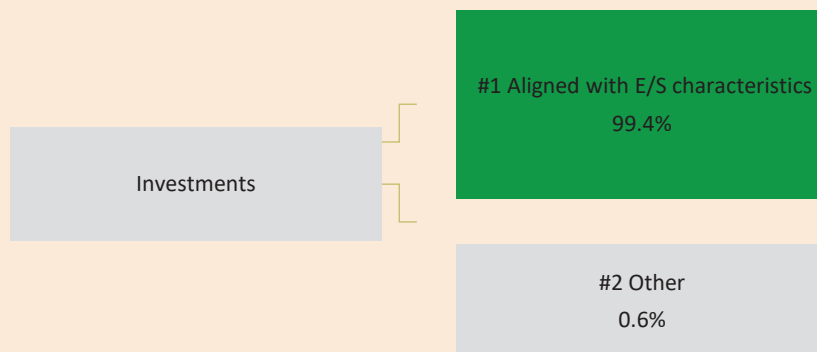 #1 Aligned with E/S characteristics
99.4%
Investments
#2 Other
0.6%